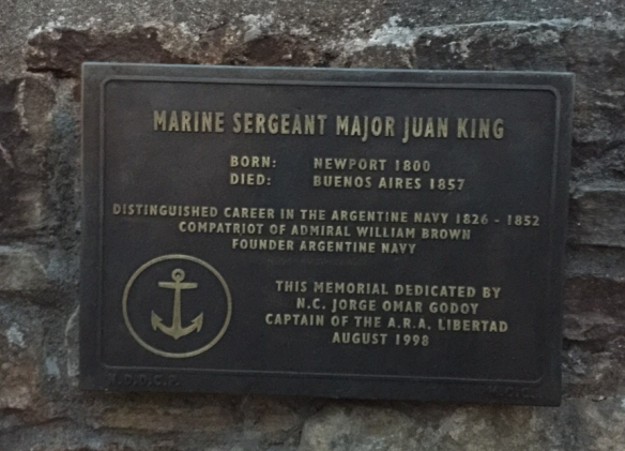 MARINE SERGEANT MAJOR JUAN KING
BORN: NEWPORT 1800
DIED: BUENOS AIRES 1857
DISTINGUISHED CAREER IN THE ARGENTINE NAVY 1826 - 1852
COMPATRIOT OF ADMIRAL WILLIAM BROWN
FOUNDER ARGENTINE NAVY
THIS MEMORIAL DEDICATED BY
N.C. JORGE OMAR GODOY
CAPTAIN OF THE A.R.A. LIBERTAD
AUGUST 1998